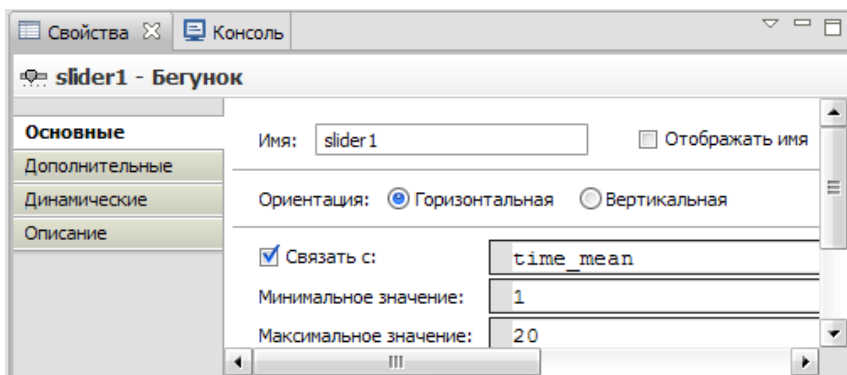 Свойства Консоль
slider1 - Бегунок
Основные
Дополнительные
Динамические
Описание
Имя: slider1 Отображать имя
Ориентация: Горизонтальная Вертикальная
Связать с: time_mean
Минимальное значение: 1
Максимальное значение: 20